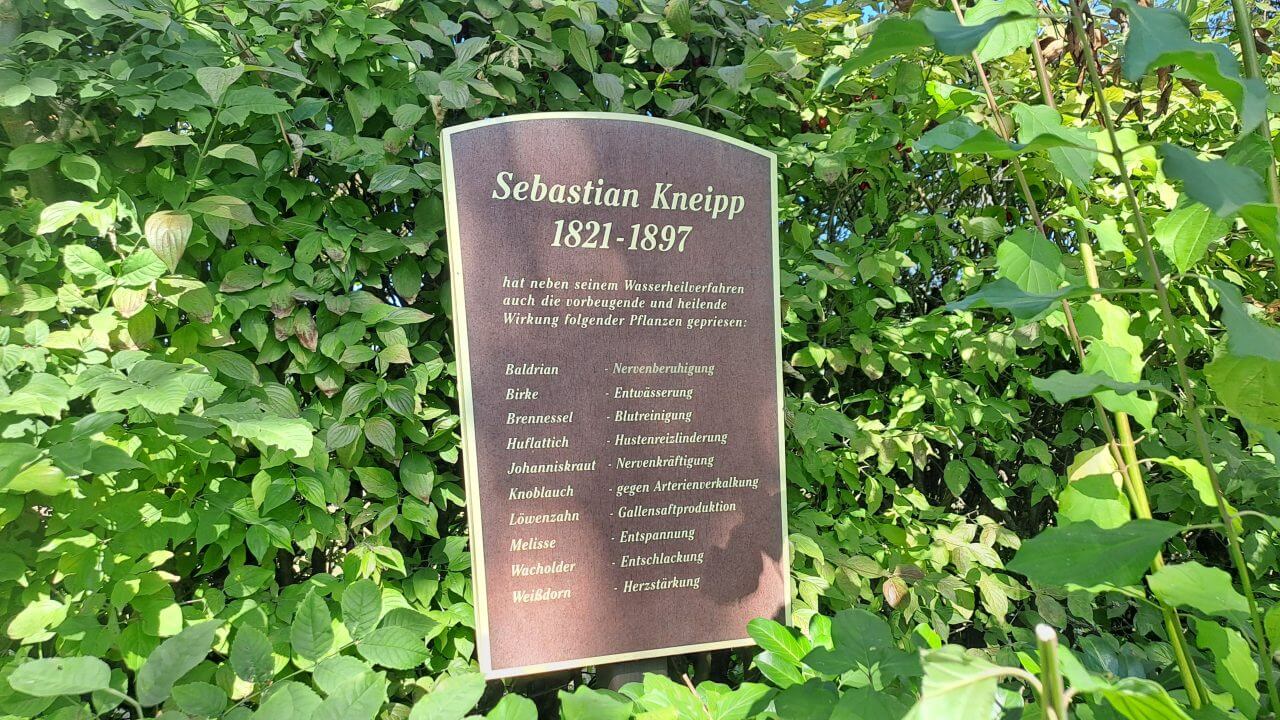 Sebastian Kneipp
1821-1897
hat neben seinem Wasserheilverfahren
auch die vorbeugende und heilende
Wirkung folgender Pflanzen gepriesen:
Baldrian - Nervenberuhigung
Birke - Entwässerung
Brennessel - Blutreinigung
Huflattich - Hustenreizlinderung
Johanniskraut - Nervenkräftigung
Knoblauch - gegen Arterienverkalkung
Löwenzahn - Gallensaftproduktion
Melisse - Entspannung
Wacholder - Entschlackung
Weißdorn - Herzstärkung